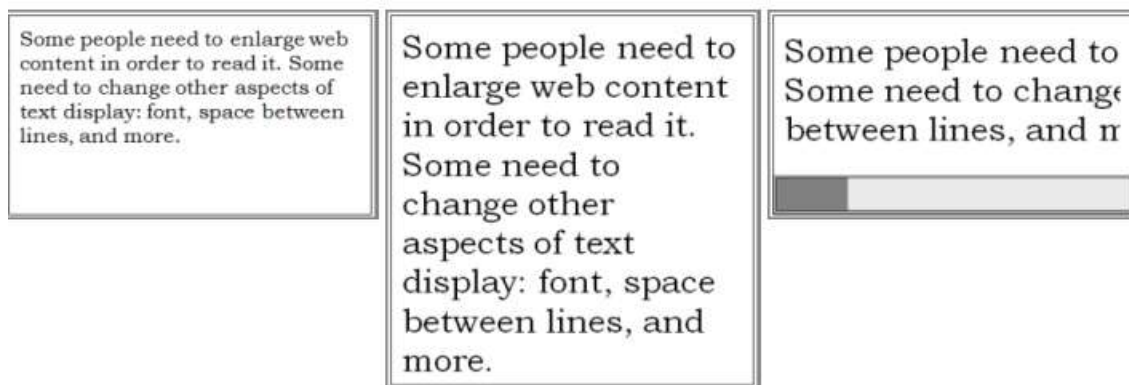 Some people need to enlarge web
content in order to read it. Some
need to change other aspects of
text display: font, space between
lines, and more.
Some people need to
enlarge web content
in order to read it.
Some need to
change other
aspects of text
display: font, space
between lines, and
more.
Some people need to
Some need to change
between lines, and m